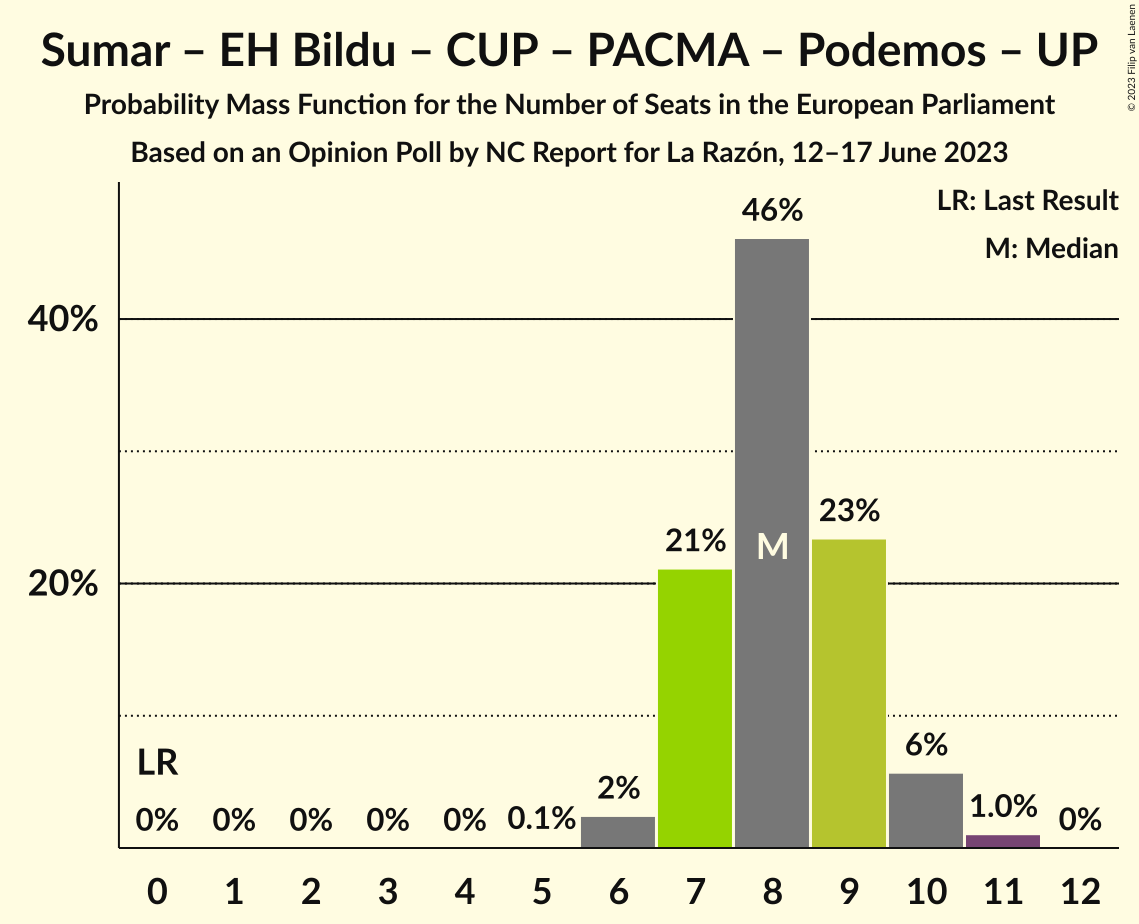 Sumar – EH Bildu – CUP – PACMA – Podemos – UP
Probability Mass Function for the Number of Seats in the European Parliament
Based on an Opinion Poll by NC Report for La Razón, 12–17 June 2023
© 2023 Filip van Laenen
LR: Last Result
M: Median
46%
40%
23%
21%
M
20%
LR
6%
2%
0% 0% 0% 0% 0% 0.1% 1.0% 0%
0 1 2 3 4 5 6 7 8 9 10 11 12